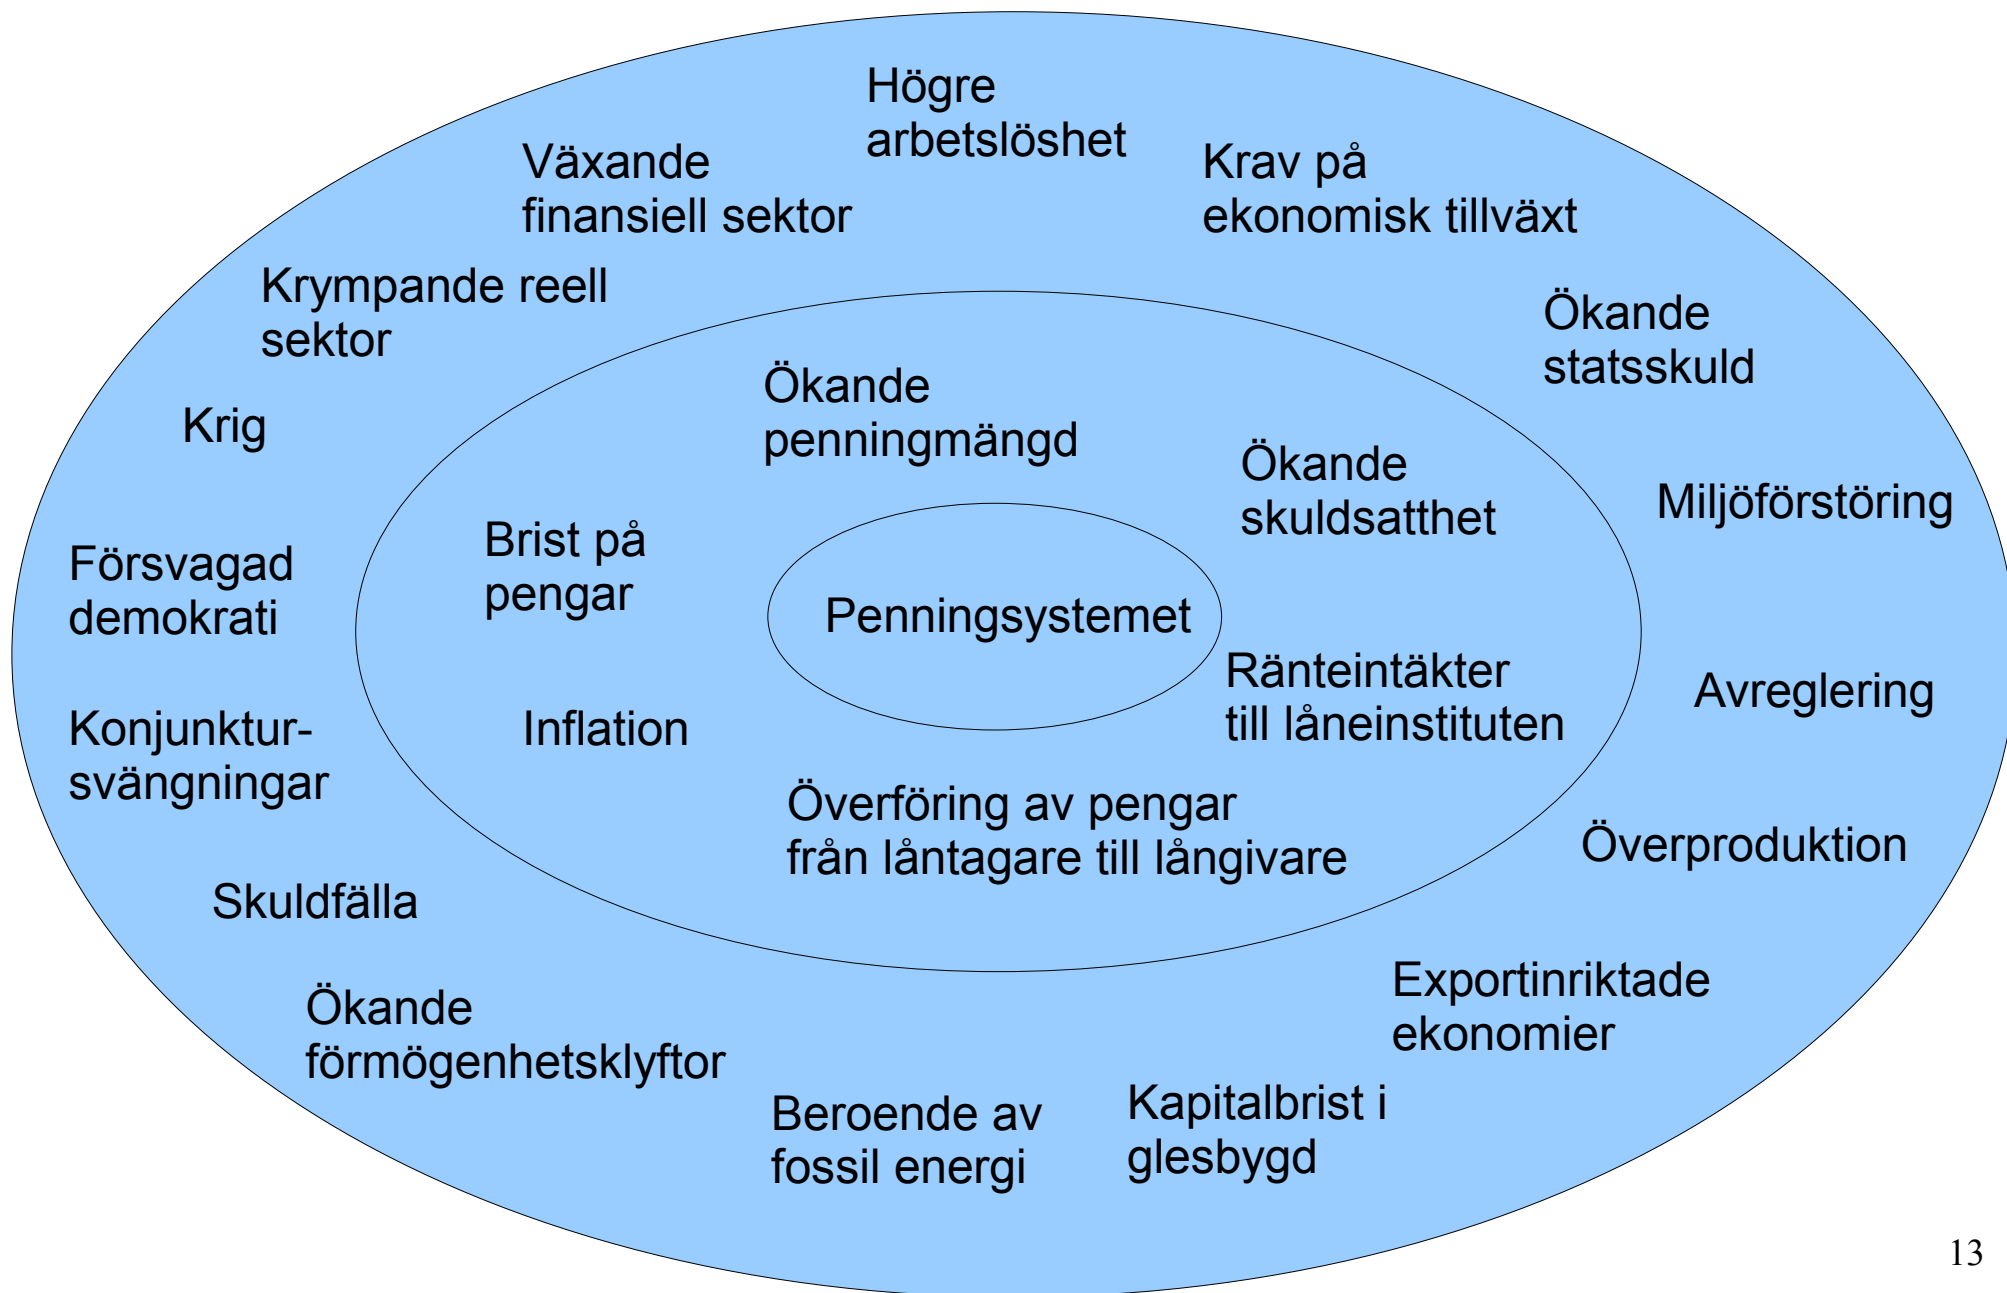 Högre
arbetslöshet
Växande
finansiell sektor
Krav på
ekonomisk tillväxt
Krympande reell
sektor
Ökande
statsskuld
Krig
Ökande
penningmängd
Ökande
skuldsatthet
Miljöförstöring
Brist på
pengar
Försvagad
demokrati
Penningsystemet
Ränteintäkter
till låneinstituten
Avreglering
Konjunktur-
svängningar
Inflation
Överföring av pengar
från låntagare till långivare
Överproduktion
Skuldfälla
Exportinriktade
ekonomier
Ökande
förmögenhetsklyftor
Beroende av
fossil energi
Kapitalbrist i
glesbygd
13